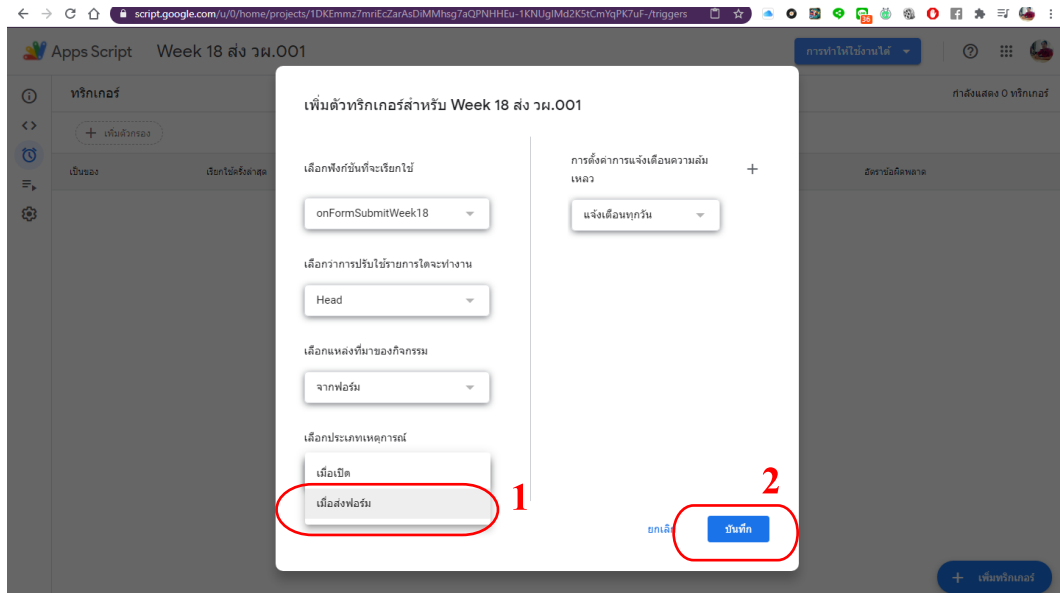 script.google.com/u/0/home/projects/1DKEmmz7mriEcZarAsDiMMhsg7aQPNHHEu-1KNUgIMd2K5tCmYqPK7uF-/triggers
36
Apps Script Week 18 ส่ง วผ.001
การทำให้ใช้งานได้
ทริกเกอร์
กำลังแสดง 0 ทริกเกอร์
+ เพิ่มตัวกรอง
เป็นของ
เรียกใช้ครั้งล่าสุด
อัตราข้อผิดพลาด
เพิ่มตัวทริกเกอร์สำหรับ Week 18 ส่ง วผ.001
เลือกฟังก์ชันที่จะเรียกใช้
onFormSubmitWeek18
เลือกว่าการปรับใช้รายการใดจะทำงาน
Head
เลือกแหล่งที่มาของกิจกรรม
จากฟอร์ม
เลือกประเภทเหตุการณ์
เมื่อเปิด
เมื่อส่งฟอร์ม
1
การตั้งค่าการแจ้งเตือนความล้ม
เหลว
+
แจ้งเตือนทุกวัน
2
ยกเลิก
บันทึก
+ เพิ่มทริกเกอร์